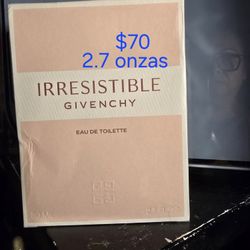 $70
2.7 onzas
IRRESISTIBLE
GIVENCHY
EAU DE TOILETTE